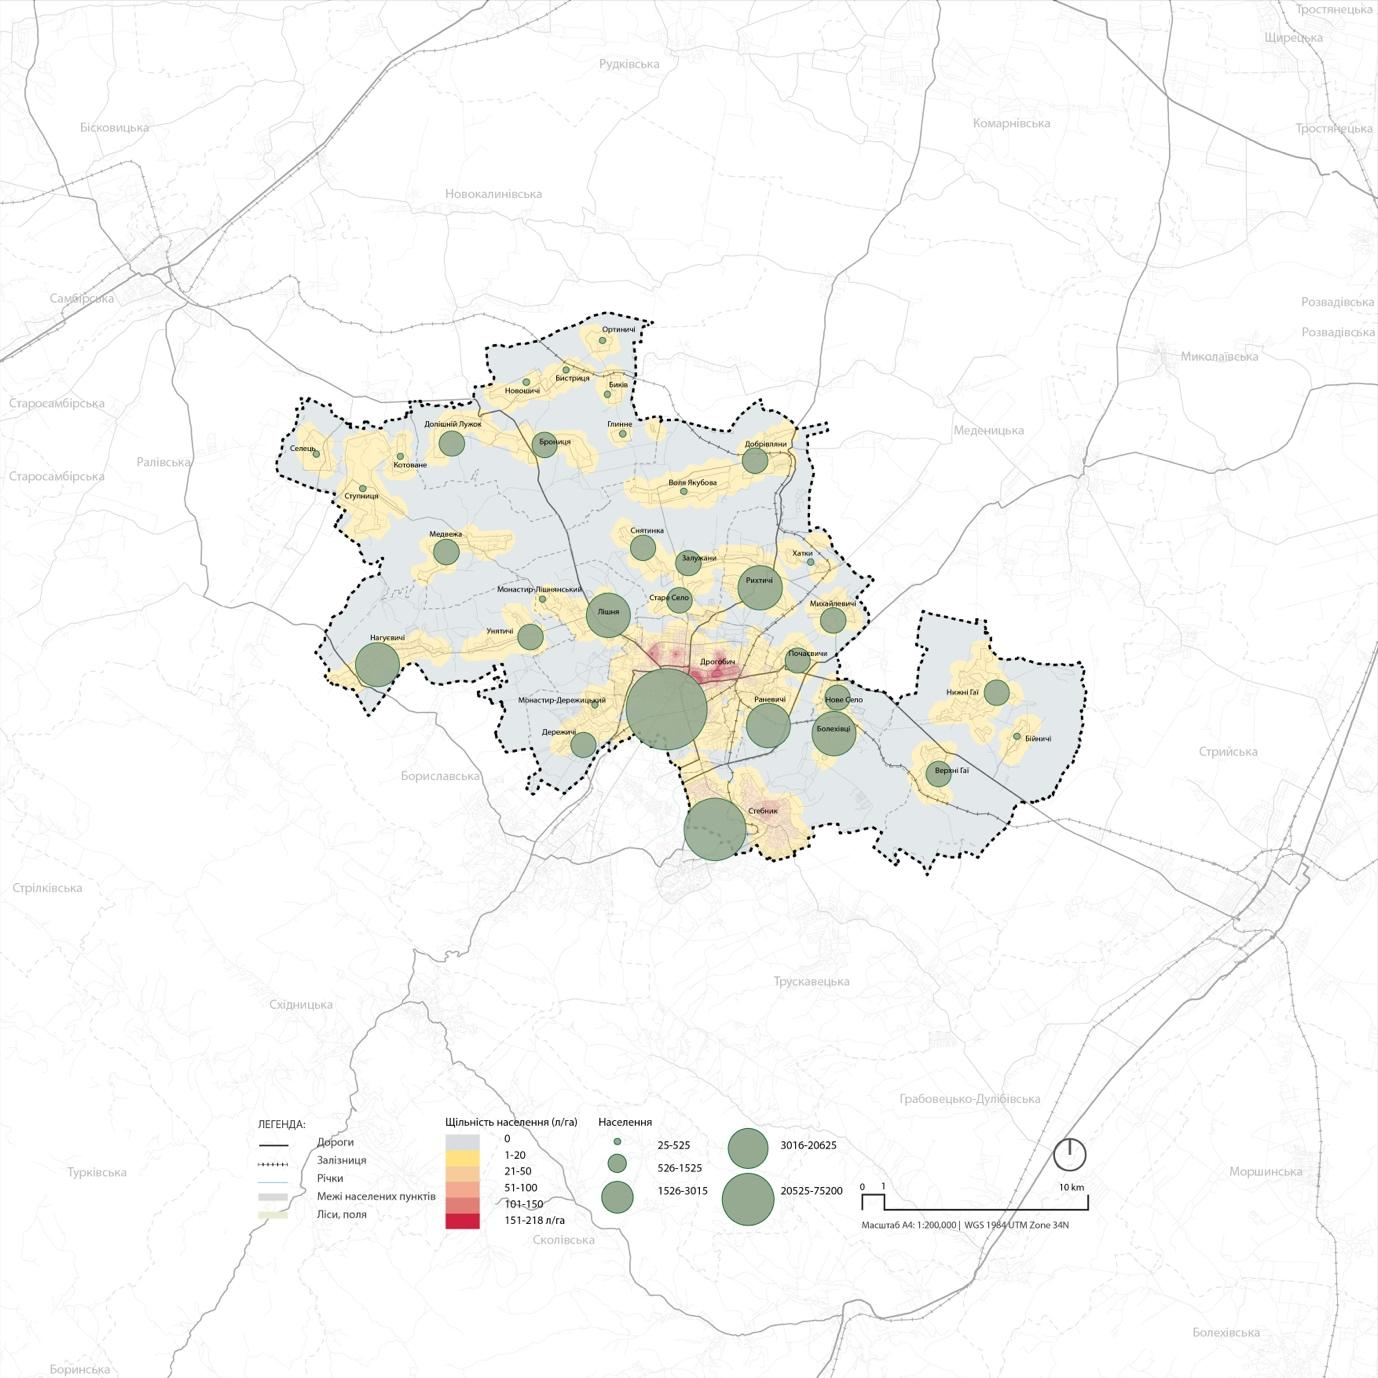 Тростянецька
Щирецька
Рудківська
Комарнівська
Бісковицька
Тростянецька
Новокалинівська
Самбірська
Розвадівська
Розвадівська
Миколаївська
Ортиничі
Бистриця
Новошичі
Биків
Старосамбірська
Долішній Лужок
Глинне
Меденицька
Брониця
Добрівляни
Селець
Котоване
Ралівська
Старосамбірська
Воля Якубова
Ступниця
Снятинка
Медвежа
Залужани
Хатки
Рихтичі
Монастир-Лішнянський
Старе Село
Михайлевичі
Лішня
Унятичі
Нагуєвичі
Почаєвичи
Дрогобич
Нижні Гаї
Монастир-Дережицький
Раневичі
Нове Село
Болехівці
Дережичі
Бійничі
Стрийська
Верхні Гаї
Бориславська
Стебник
Стрілківська
Трускавецька
Східницька
Грабовецько-Дулібівська
Турківська
Моршинська
Сколівська
Болехівська
Боринська
ЛЕГЕНДА:
Дороги
Залізниця
Річки
Межі населених пунктів
Ліси, поля
Щільність населення (л/га)
0
1-20
21-50
51-100
101-150
151-218 л/га
Населення
25-525
526-1525
1526-3015
3016-20625
20525-75200
0 1 10 km
Масштаб А4: 1:200,000 | WGS 1984 UTM Zone 34N